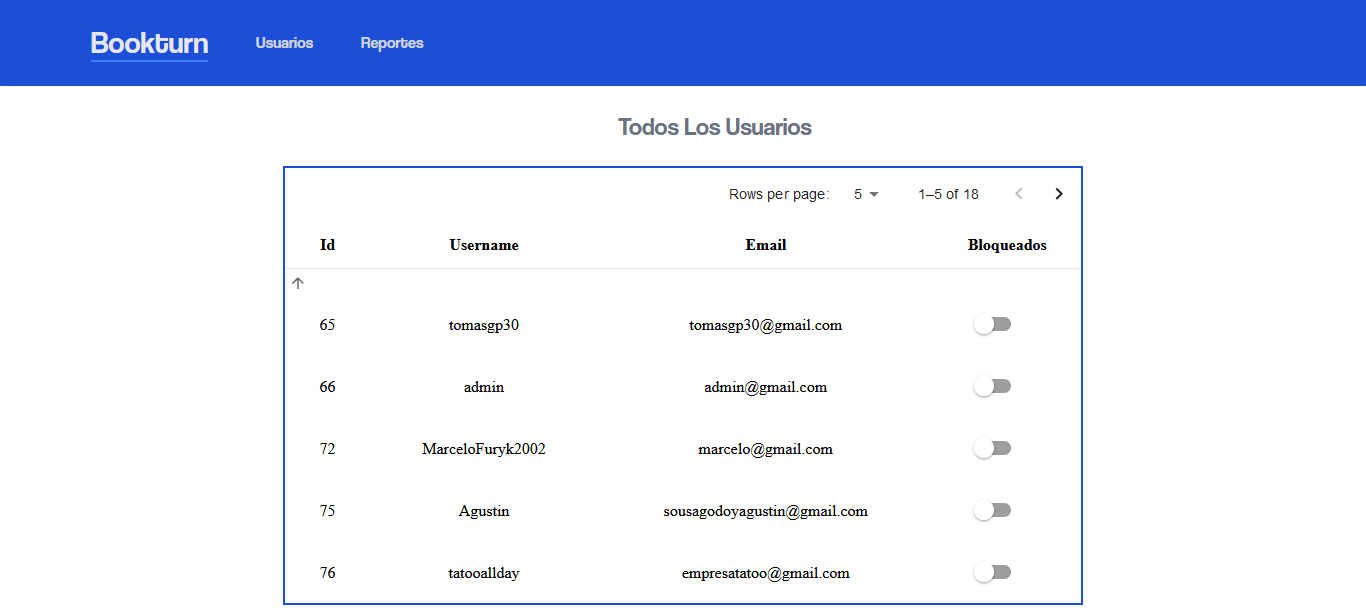 Bookturn Usuarios Reportes
Todos Los Usuarios
Rows per page: 5 1–5 of 18
Id Username Email Bloqueados
65 tomasgp30 tomasgp30@gmail.com
66 admin admin@gmail.com
72 MarceloFuryk2002 marcelo@gmail.com
75 Agustin sousagodoyagustin@gmail.com
76 tatooallday empresatatoo@gmail.com